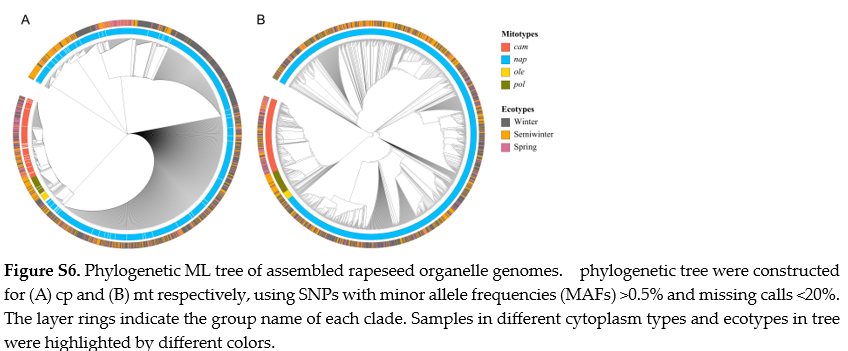 A
B
Mitotypes
cam
nap
ole
pol
Ecotypes
Winter
Semiwinter
Spring
Figure S6. Phylogenetic ML tree of assembled rapeseed organelle genomes. phylogenetic tree were constructed
for (A) cp and (B) mt respectively, using SNPs with minor allele frequencies (MAFs) >0.5% and missing calls <20%.
The layer rings indicate the group name of each clade. Samples in different cytoplasm types and ecotypes in tree
were highlighted by different colors.